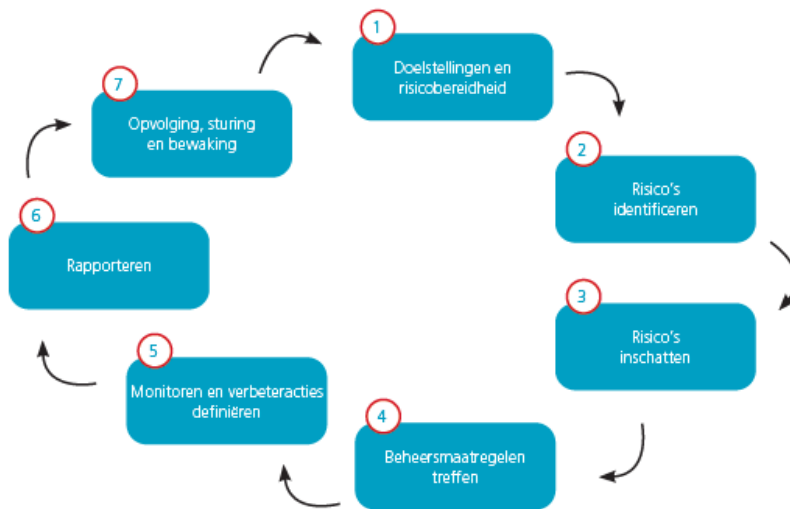 1
Doelstellingen en
risicobereidheid
2
Risico's
identificeren
3
Risico's
inschatten
4
Beheersmaatregelen
treffen
5
Monitoren en verbeteracties
definiëren
6
Rapporteren
7
Opvolging, sturing
en bewaking